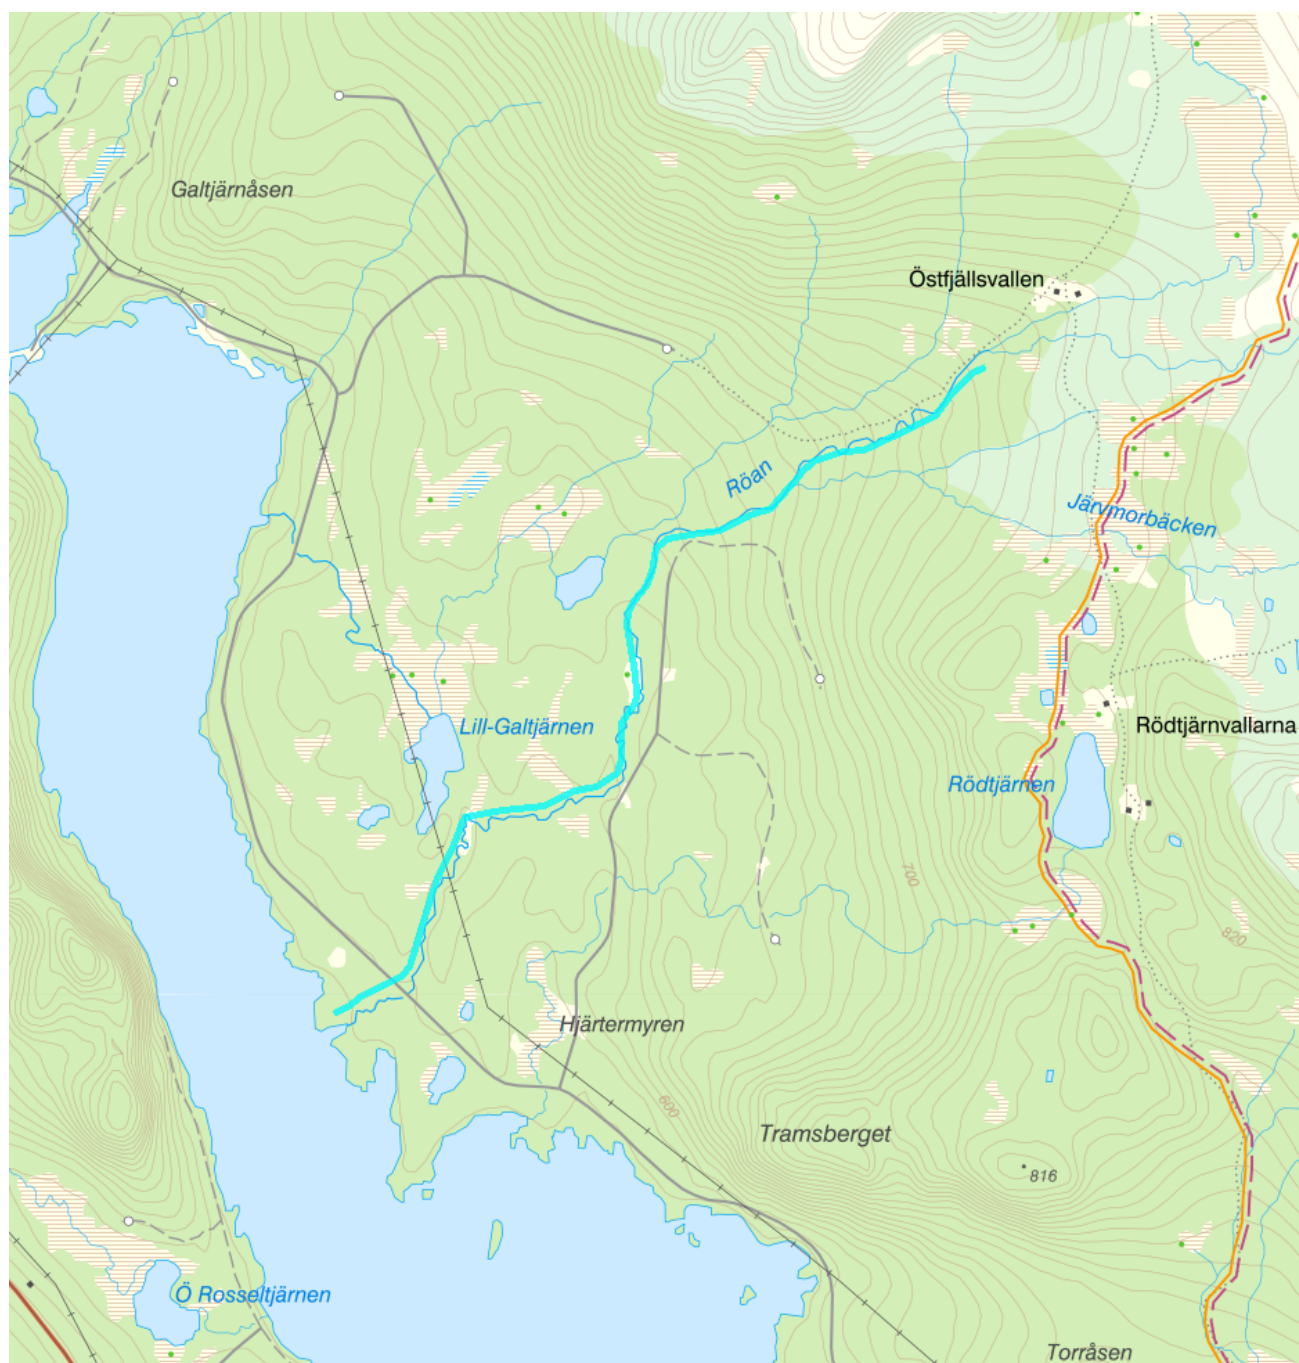 Galtjärnåsen
Östfjällsvallen
Röan
Järvmorbäcken
Lill-Galtjärnen
Rödtjärnvallarna
Rödtjärnen
700
820
Hjärtermyren
600
Tramsberget
816
Ö Rosseltjärnen
Torråsen